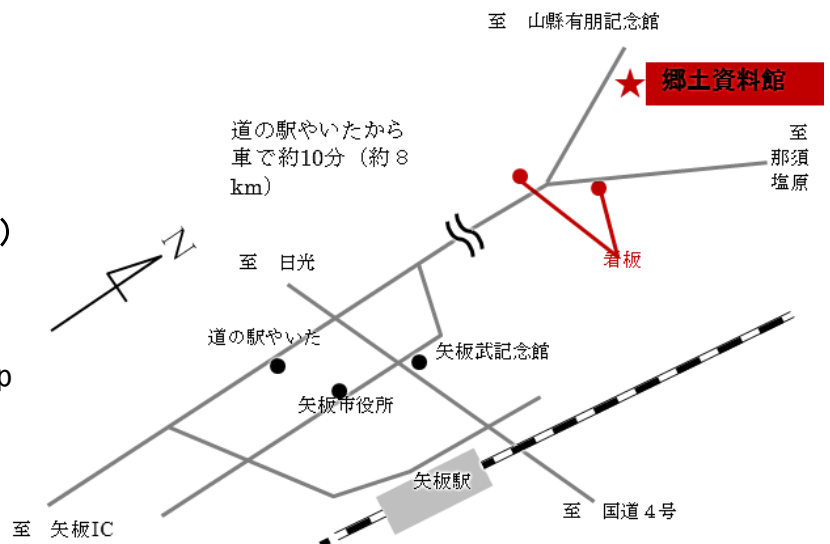 至　山縣有朋記念館
郷土資料館
道の駅やいたから
車で約10分（約８
km）
至
那須
塩原
)
N
至　日光
看板
道の駅やいた
矢板武記念館
p
矢板市役所
矢板駅
至　国道４号
至　矢板IC